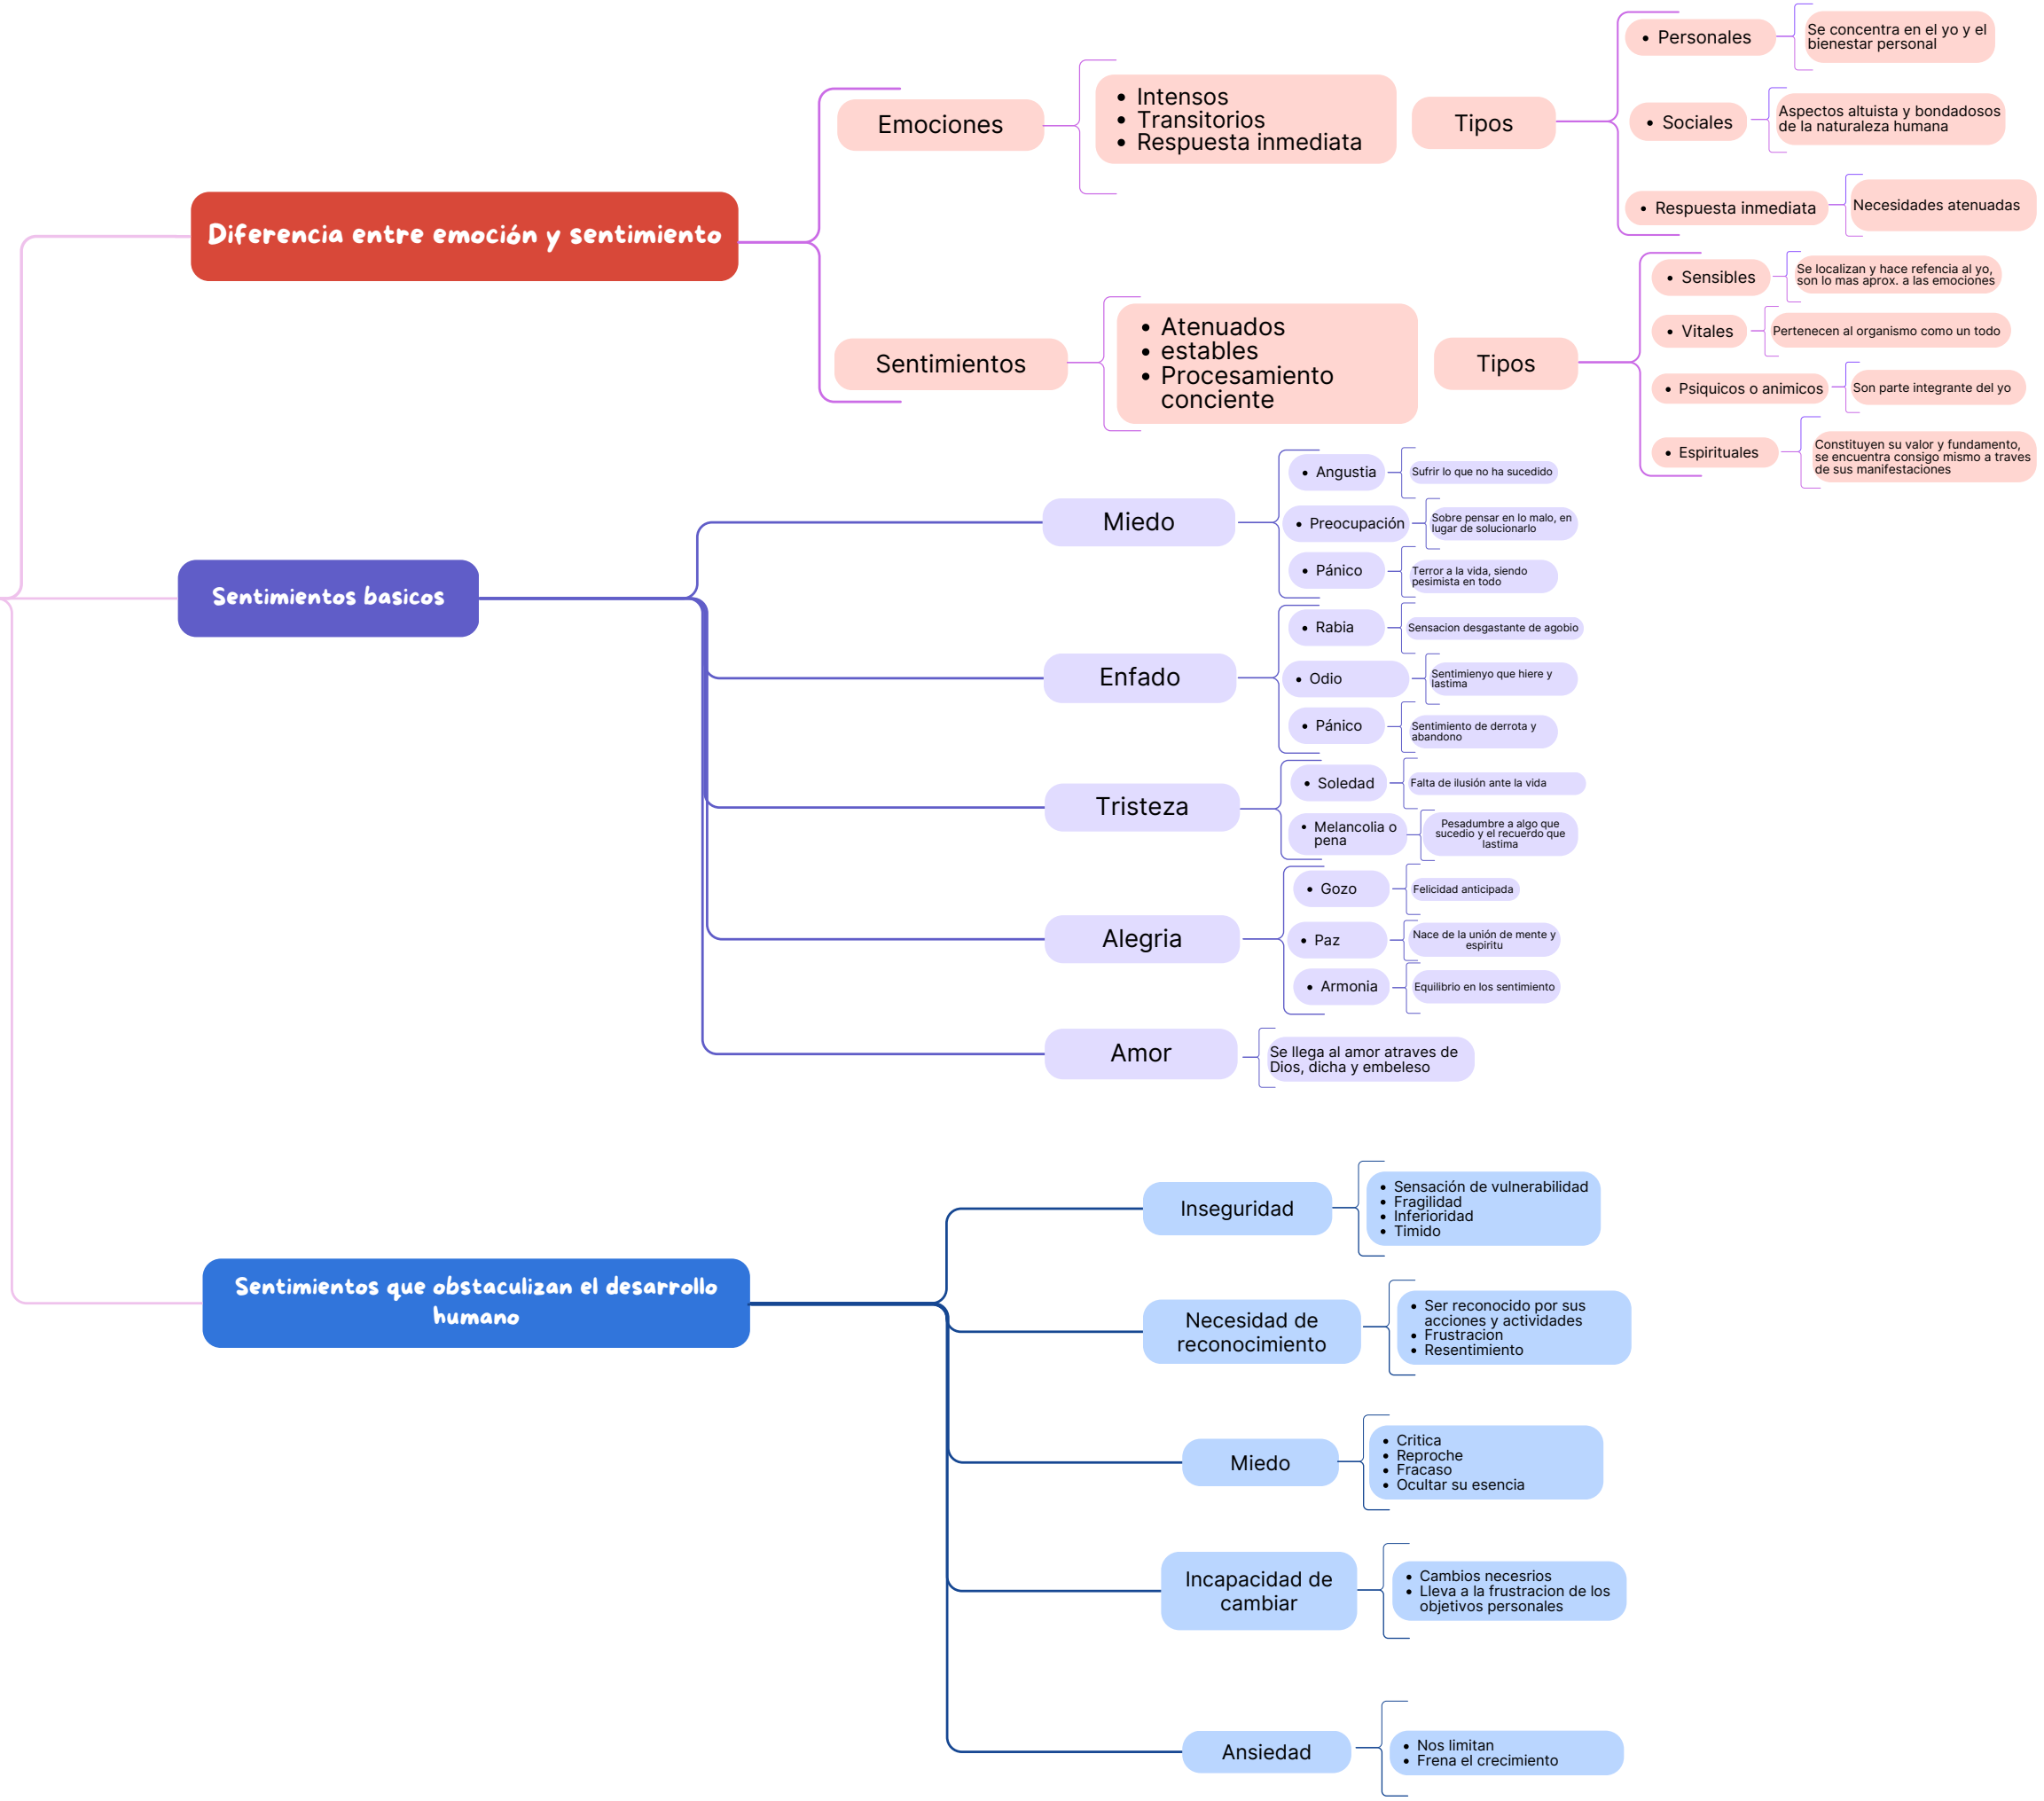 Diferencia entre emoción y sentimiento
Emociones
• Intensos
• Transitorios
• Respuesta inmediata
Tipos
• Personales
Se concentra en el yo y el
bienestar personal
• Sociales
Aspectos altuista y bondadosos
de la naturaleza humana
• Respuesta inmediata
Necesidades atenuadas
Sentimientos
• Atenuados
• estables
• Procesamiento
conciente
Tipos
• Sensibles
Se localizan y hace refencia al yo,
son lo mas aprox. a las emociones
• Vitales
Pertenecen al organismo como un todo
• Psiquicos o animicos
Son parte integrante del yo
• Espirituales
Constituyen su valor y fundamento,
se encuentra consigo mismo a traves
de sus manifestaciones
Sentimientos basicos
Miedo
• Angustia
Sufrir lo que no ha sucedido
• Preocupación
Sobre pensar en lo malo, en
lugar de solucionarlo
• Pánico
Terror a la vida, siendo
pesimista en todo
Enfado
• Rabia
Sensacion desgastante de agobio
• Odio
Sentimienyo que hiere y
lastima
• Pánico
Sentimiento de derrota y
abandono
Tristeza
• Soledad
Falta de ilusión ante la vida
• Melancolia o
pena
Pesadumbre a algo que
sucedio y el recuerdo que
lastima
Alegria
• Gozo
Felicidad anticipada
• Paz
Nace de la unión de mente y
espiritu
• Armonia
Equilibrio en los sentimiento
Amor
Se llega al amor atraves de
Dios, dicha y embeleso
Sentimientos que obstaculizan el desarrollo
humano
Inseguridad
• Sensación de vulnerabilidad
• Fragilidad
• Inferioridad
• Timido
Necesidad de
reconocimiento
• Ser reconocido por sus
acciones y actividades
• Frustracion
• Resentimiento
Miedo
• Critica
• Reproche
• Fracaso
• Ocultar su esencia
Incapacidad de
cambiar
• Cambios necesrios
• Lleva a la frustracion de los
objetivos personales
Ansiedad
• Nos limitan
• Frena el crecimiento